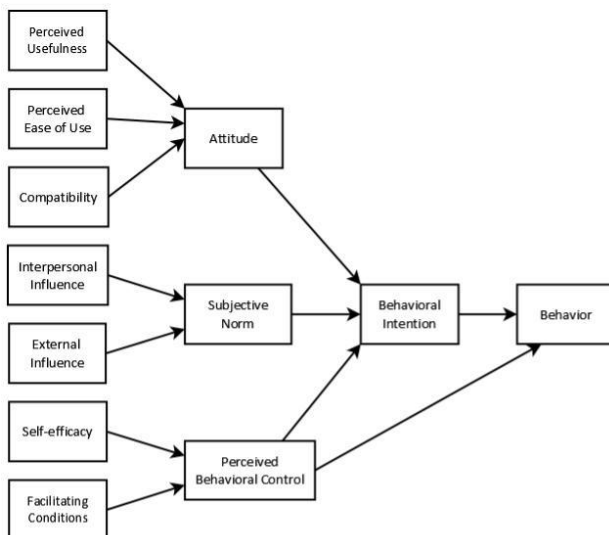 Perceived
Usefulness
Perceived
Ease of Use
Attitude
Compatibility
Interpersonal
Influence
Subjective
Norm
Behavioral
Intention
Behavior
External
Influence
Self-efficacy
Perceived
Behavioral Control
Facilitating
Conditions